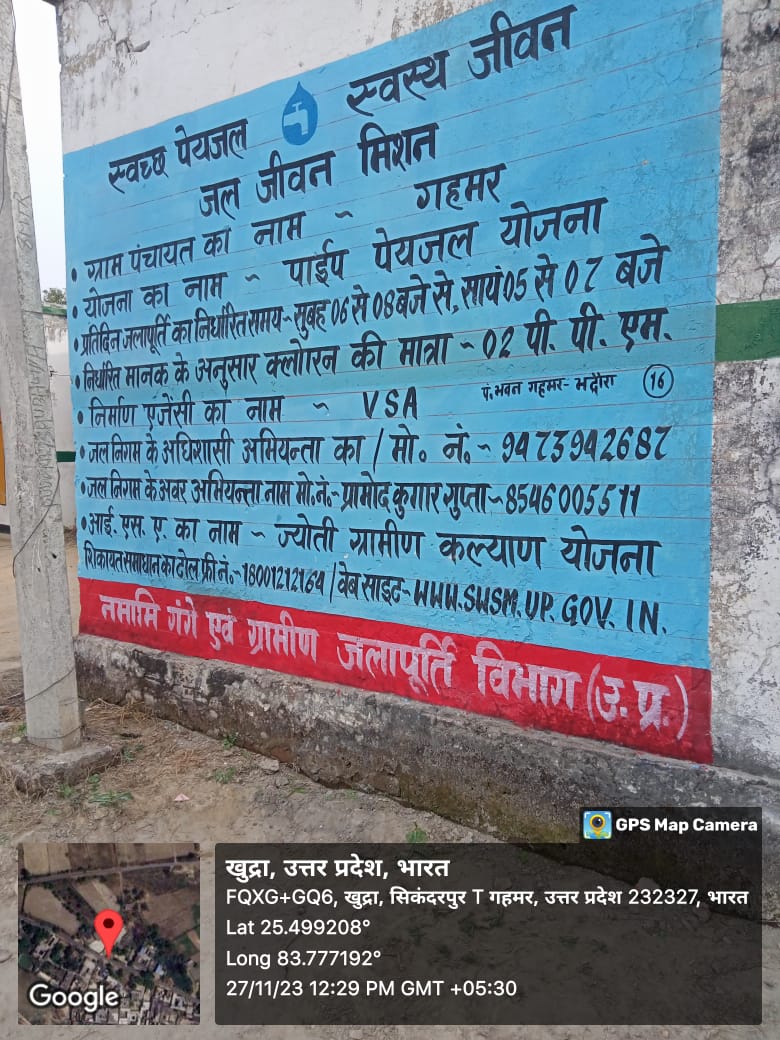 स्वच्छ पेयजल स्वस्थ जीवन
जल जीवन मिशन
• ग्राम पंचायत का नाम ~ गहमर
• योजना का नाम ~ पाईप पेयजल योजना
• प्रतिदिन जलापूर्ति का निर्धारित समय~ सुबह 06 से 08 बजे से, सायं 05 से 07 बजे
• निर्धारित मानक के अनुसार क्लोरिन की मात्रा ~ 02 पी. पी. एम.
• निर्माण एजेंसी का नाम ~ VSA पं. भवन गहमर- भदौरा 16
• जल निगम के अधिशासी अभियन्ता का / मो. नं.~ 9473942687
• जल निगम के अवर अभियन्ता नाम मो.नं.~ प्रामोद कुगार गुप्ता~8546005511
• आई. एस. ए. का नाम ~ ज्योती ग्रामीण कल्याण योजना
शिकायत समाधान का टोल फ्री नं.~18001212164 / वेब साइट~ WWW.SWSM.UP.GOV.IN.
नमामि गंगे एवं ग्रामीण जलापूर्ति विभाग (उ.प्र.)
GPS Map Camera
खुद्रा, उत्तर प्रदेश, भारत
FQXG+GQ6, खुद्रा, सिकंदरपुर T गहमर, उत्तर प्रदेश 232327, भारत
Lat 25.499208°
Long 83.777192°
27/11/23 12:29 PM GMT +05:30
Google